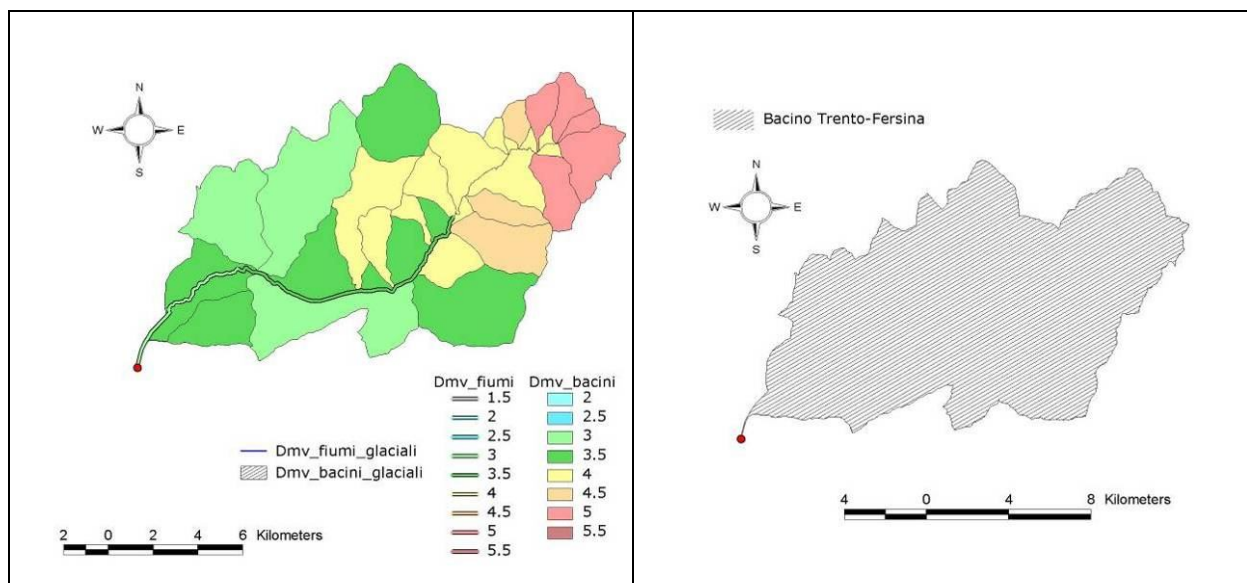 N
W E
S
Dmv_fiumi Dmv_bacini
1.5 2
2 2.5
2.5 3
3 3.5
3.5 4
4 4.5
4.5 5
5 5.5
5.5
Dmv_fiumi_glaciali
Dmv_bacini_glaciali
2 0 2 4 6 Kilometers
Bacino Trento-Fersina
N
W E
S
4 0 4 8 Kilometers